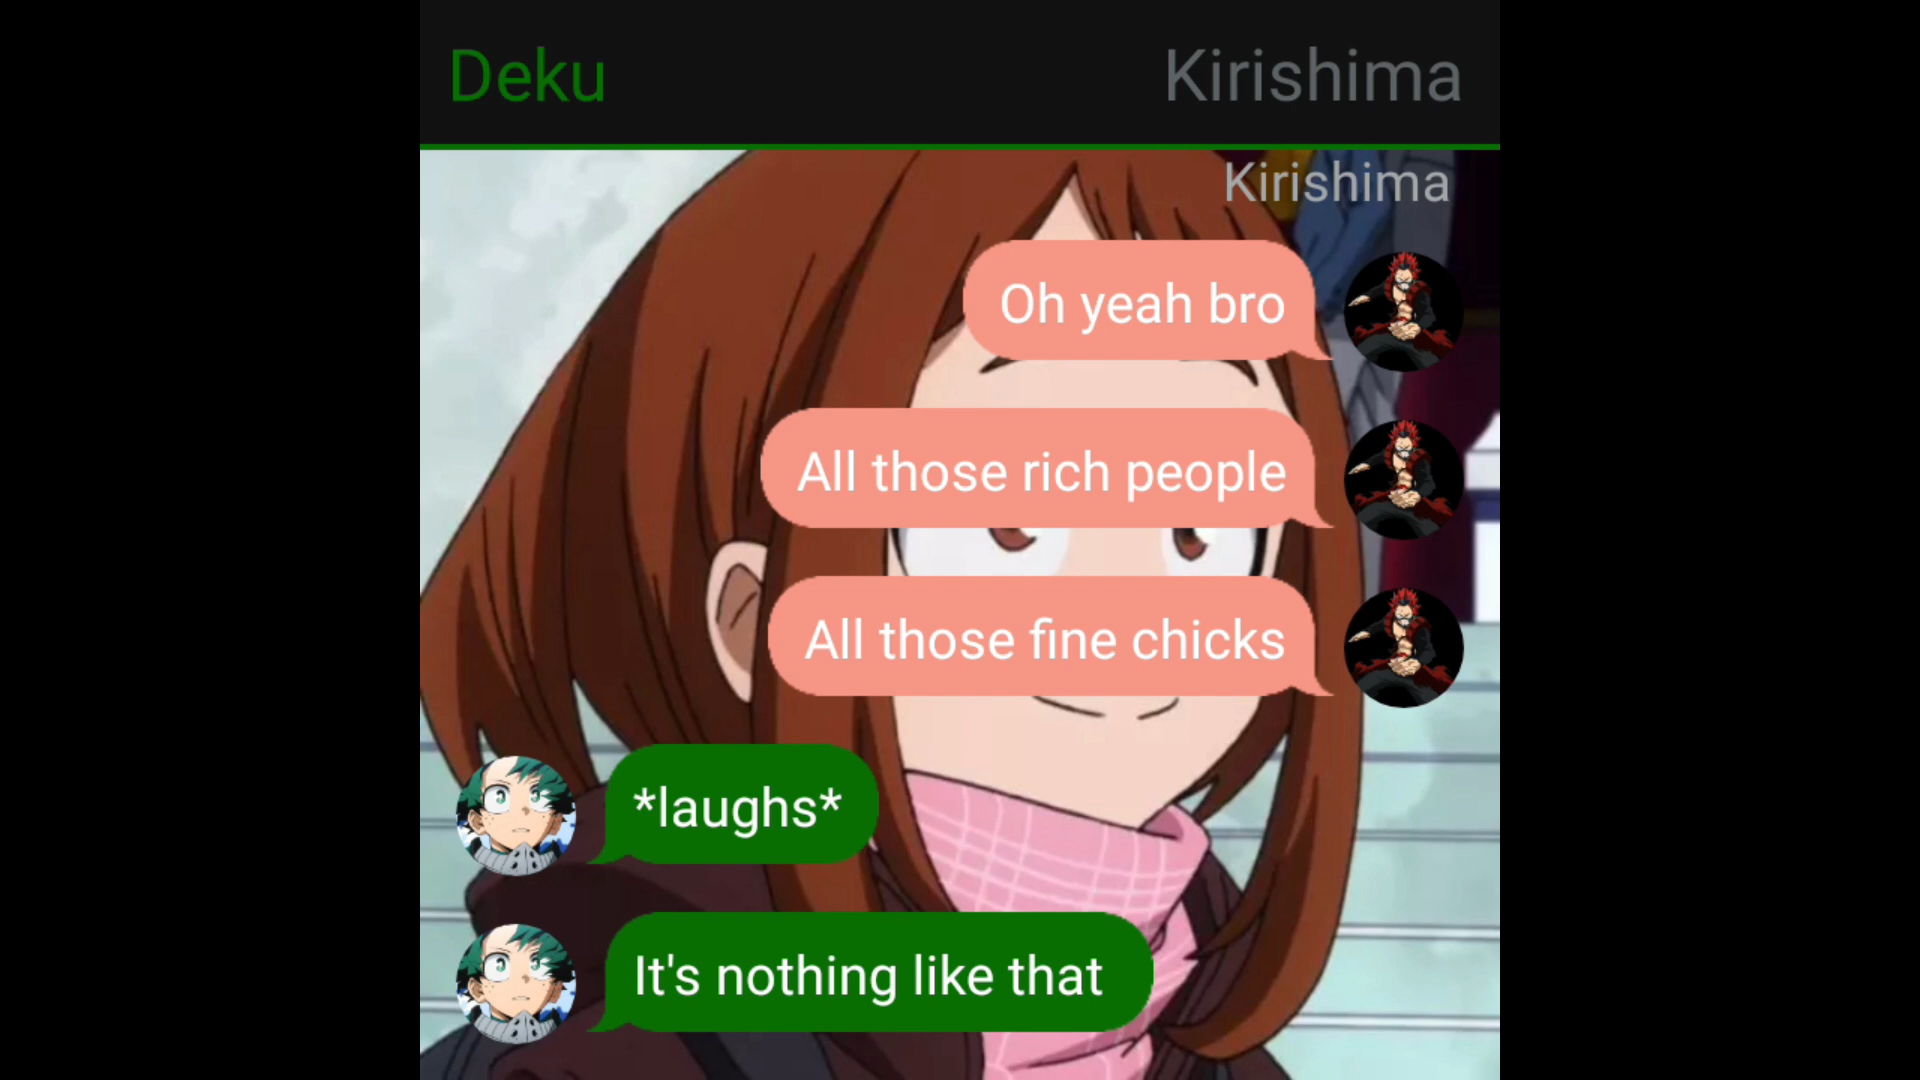 Deku
Kirishima
Kirishima
Oh yeah bro
All those rich people
All those fine chicks
*laughs*
It's nothing like that